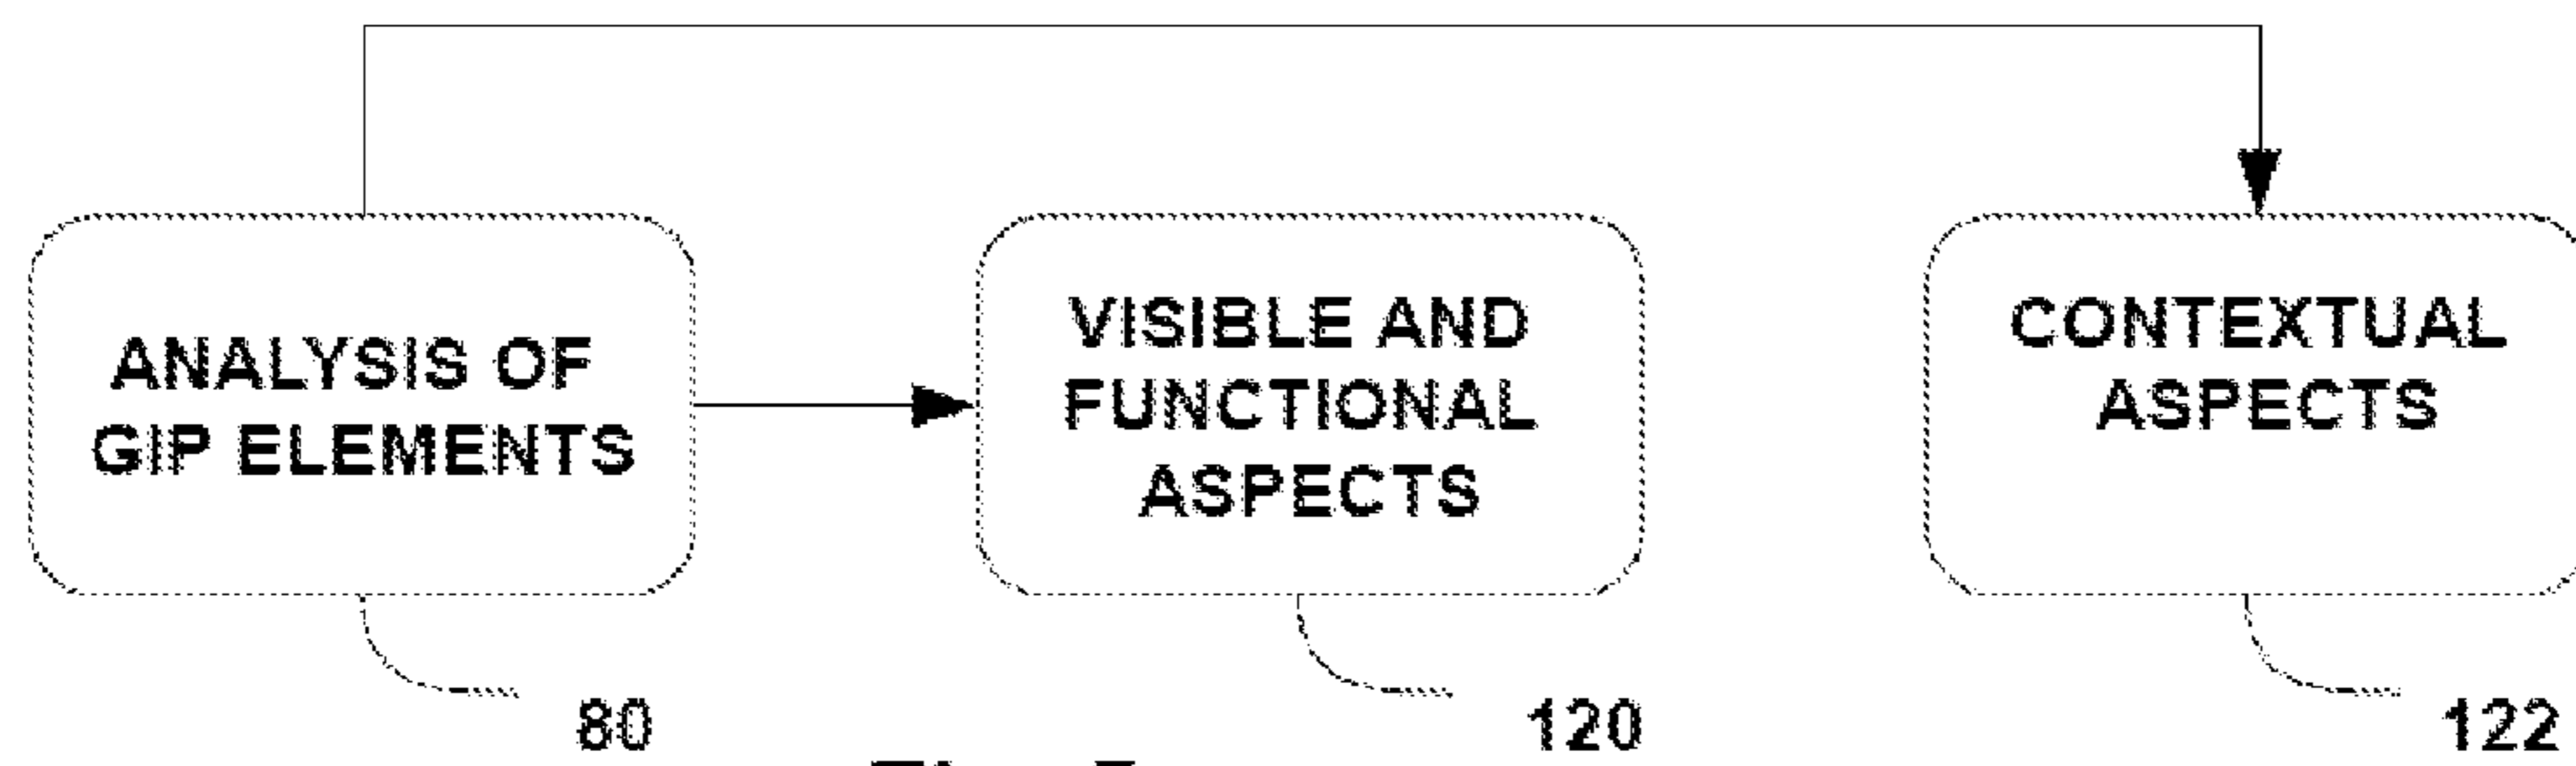 ANALYSIS OF
GIP ELEMENTS
VISIBLE AND
FUNCTIONAL
ASPECTS
CONTEXTUAL
ASPECTS
80
120
122